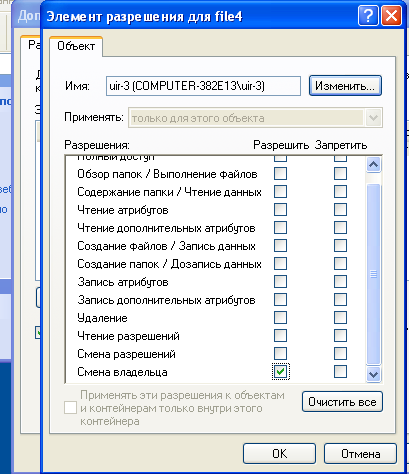 Элемент разрешения для file4
Объект
Имя:
uir-3 (COMPUTER-382E13\uir-3)
Изменить...
Применять:
только для этого объекта
Разрешения:
Разрешить Запретить
Полный доступ
Обзор папок / Выполнение файлов
Содержание папки / Чтение данных
Чтение атрибутов
Чтение дополнительных атрибутов
Создание файлов / Запись данных
Создание папок / Дозапись данных
Запись атрибутов
Запись дополнительных атрибутов
Удаление
Чтение разрешений
Смена разрешений
Смена владельца
Применять эти разрешения к объектам
и контейнерам только внутри этого
контейнера
Очистить все
OK
Отмена